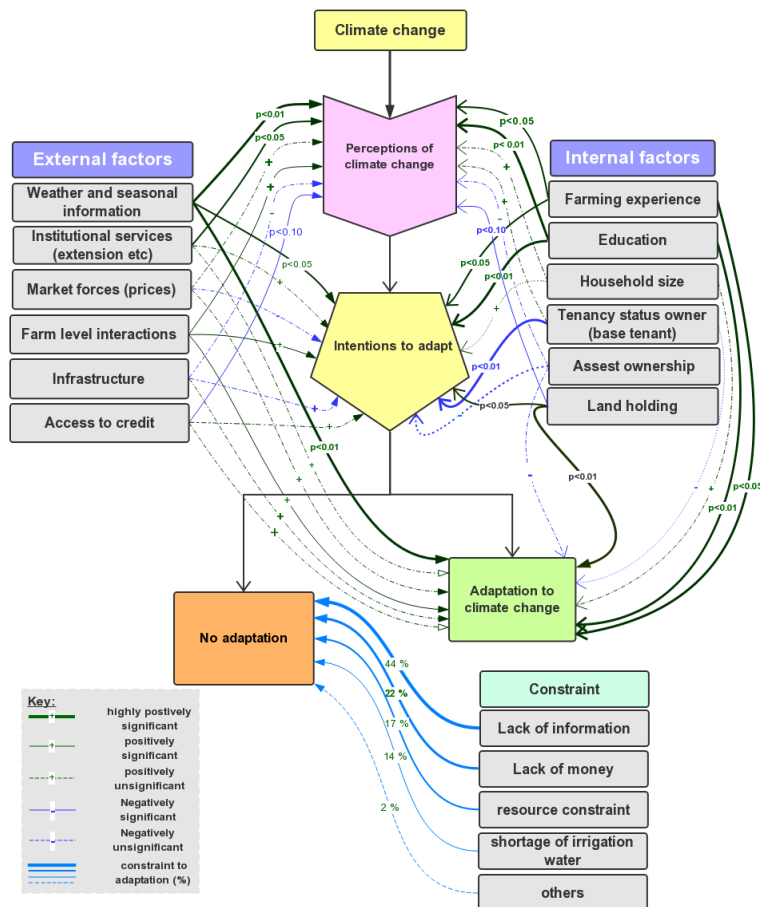 Climate change
Perceptions of
climate change
External factors
Weather and seasonal
information
Institutional services
(extension etc)
Market forces (prices)
Farm level interactions
Infrastructure
Access to credit
Internal factors
Farming experience
Education
Household size
Tenancy status owner
(base tenant)
Assest ownership
Land holding
p<0.01
p<0.05
+
+
-
p<0.10
p<0.05
p< 0.01
+
+
-
p<0.10
p<0.05
+
-
+
+
+
p<0.05
p<0.01
+
p<0.01
p<0.05
Intentions to adapt
p<0.01
+
+
+
+
+
p<0.01
-
-
+
p<0.05
p<0.01
Adaptation to
climate change
No adaptation
44 %
22 %
17 %
14 %
2 %
Constraint
Lack of information
Lack of money
resource constraint
shortage of irrigation
water
others
Key:
highly postively
significant
positively
significant
positively
unsignificant
Negatively
significant
Negatively
unsignificant
constraint to
adaptation (%)